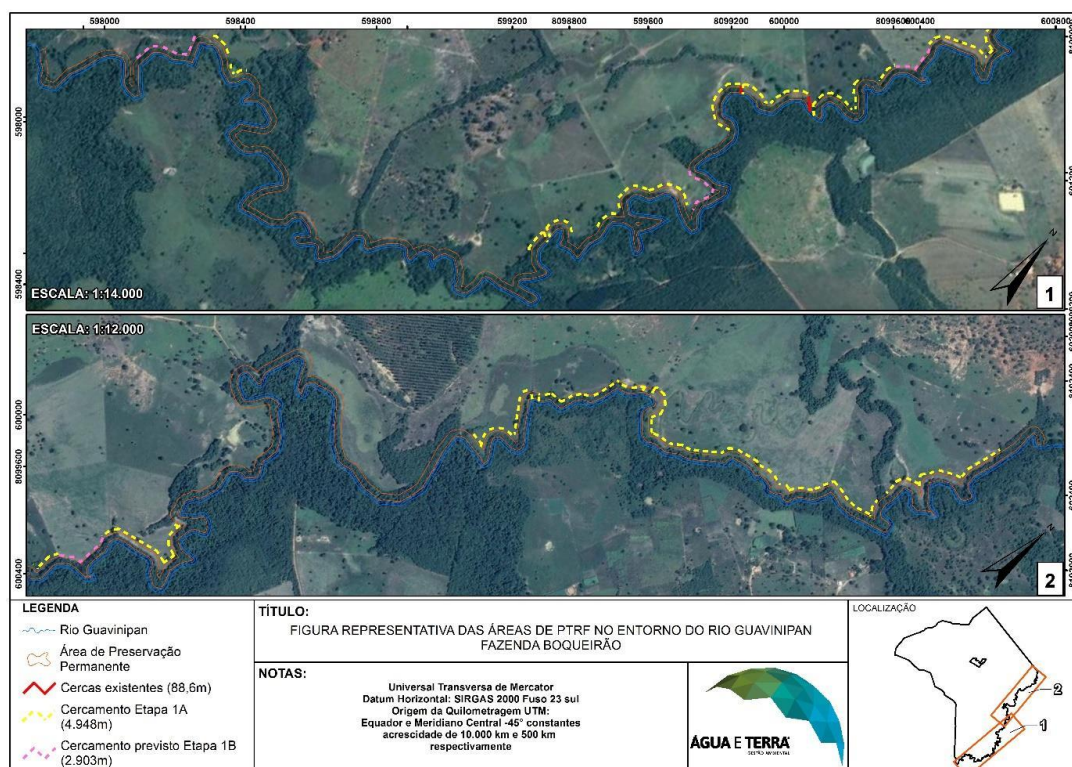 598000
598400
598800
599200
8098800
599600
8099200
600000
8099600
600400
600800
598000
598400
ESCALA: 1:14.000
N
1
ESCALA: 1:12.000
600000
8099600
600400
N
2
LEGENDA
Rio Guavinipan
Área de Preservação
Permanente
Cercas existentes (88,6m)
Cercamento Etapa 1A
(4.948m)
Cercamento previsto Etapa 1B
(2.903m)
TÍTULO:
FIGURA REPRESENTATIVA DAS ÁREAS DE PTRF NO ENTORNO DO RIO GUAVINIPAN
FAZENDA BOQUEIRÃO
NOTAS:
Universal Transversa de Mercator
Datum Horizontal: SIRGAS 2000 Fuso 23 sul
Origem da Quilometragem UTM:
Equador e Meridiano Central -45° constantes
acrescidade de 10.000 km e 500 km
respectivamente
ÁGUA E TERRA
GESTÃO AMBIENTAL
LOCALIZAÇÃO
2
1